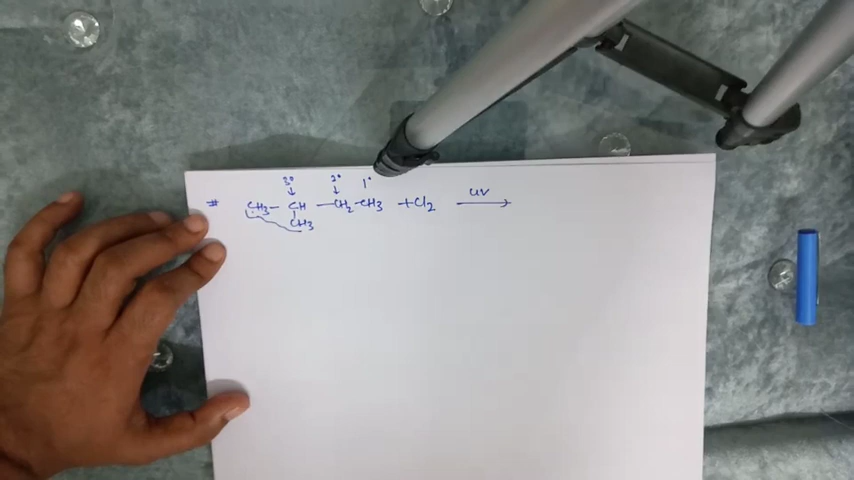 3° 2° 1°
↓ ↓
# CH₃ - CH - CH₂ - CH₃ + Cl₂ UV →
|
CH₃